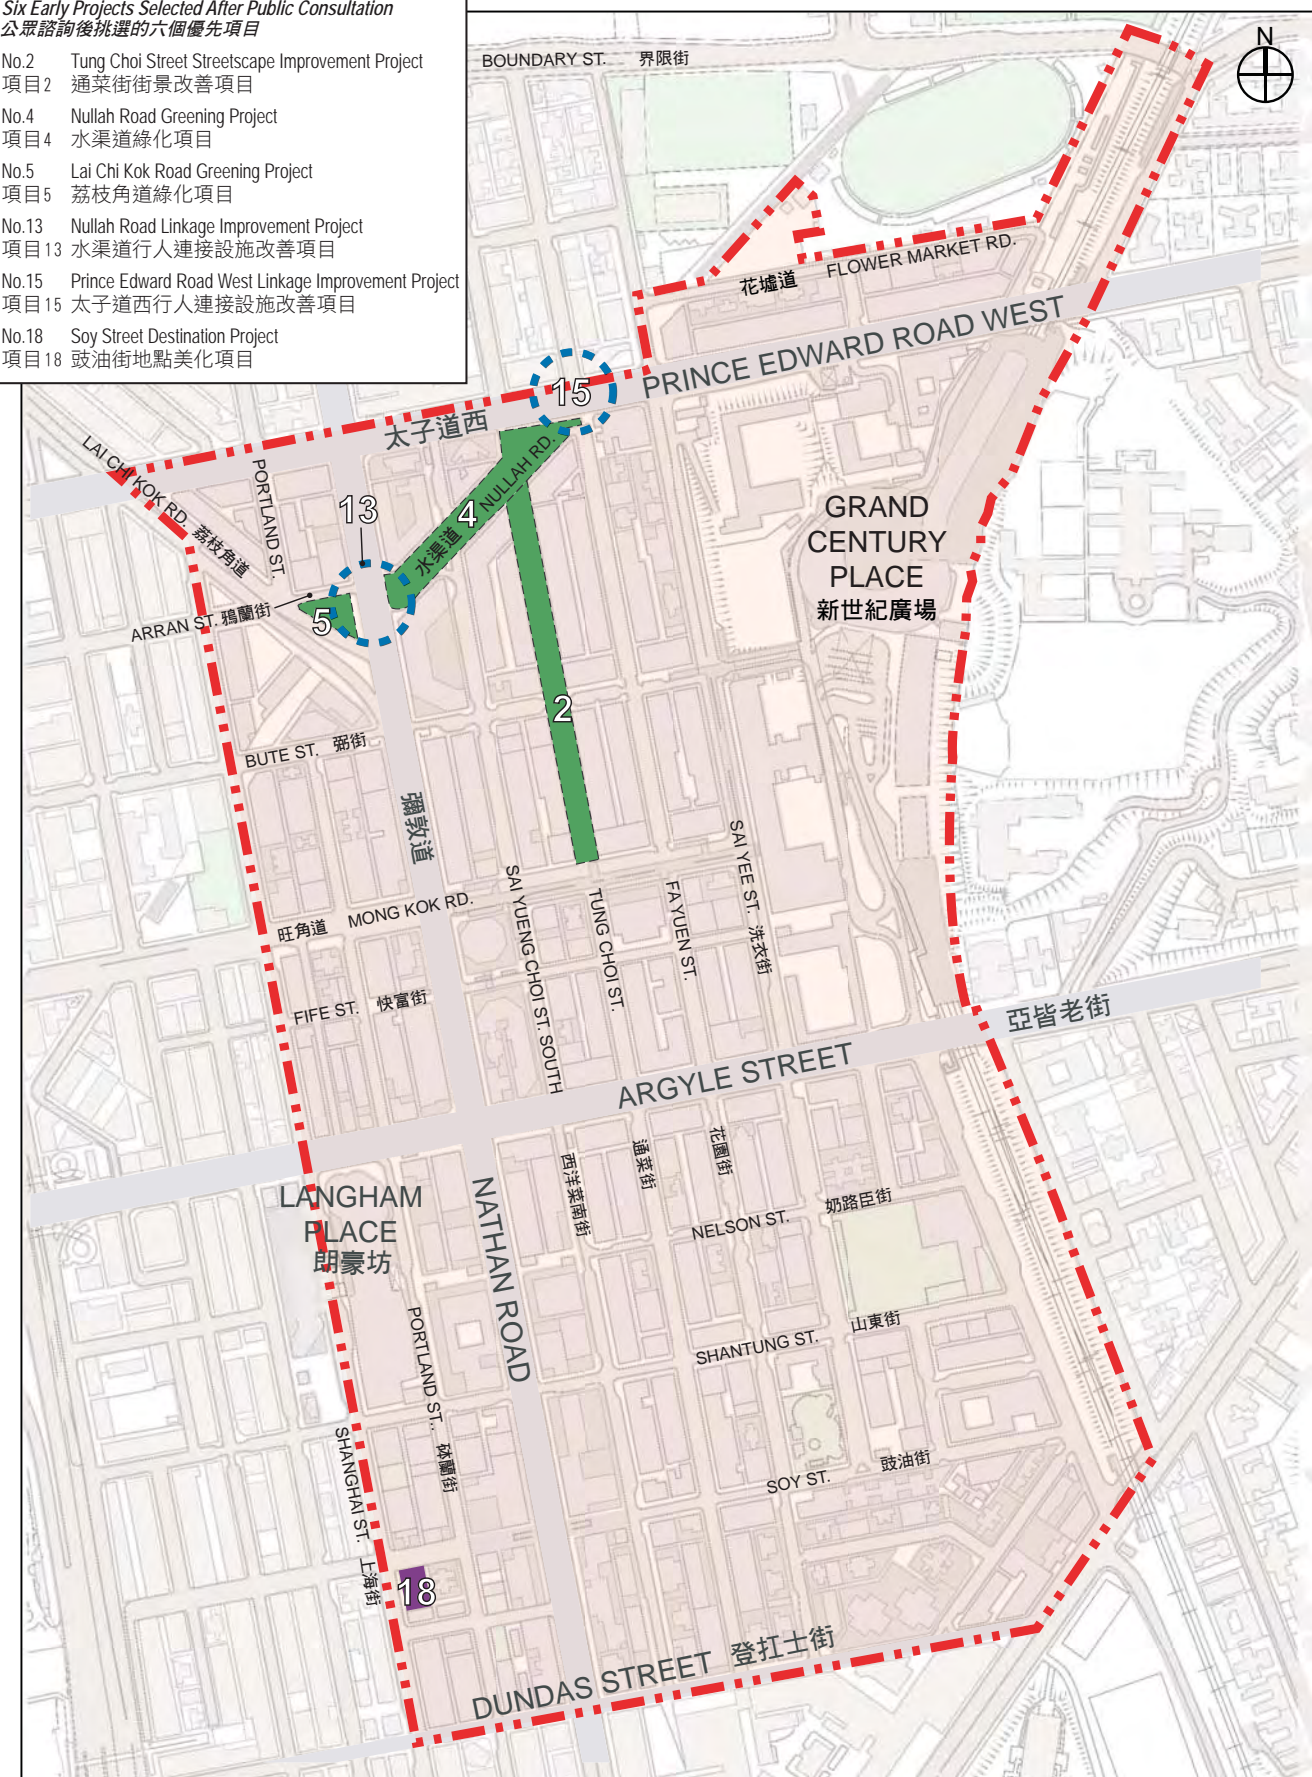 Six Early Projects Selected After Public Consultation
公眾諮詢後挑選的六個優先項目
No.2 Tung Choi Street Streetscape Improvement Project
項目2 通菜街街景改善項目
No.4 Nullah Road Greening Project
項目4 水渠道綠化項目
No.5 Lai Chi Kok Road Greening Project
項目5 荔枝角道綠化項目
No.13 Nullah Road Linkage Improvement Project
項目13 水渠道行人連接設施改善項目
No.15 Prince Edward Road West Linkage Improvement Project
項目15 太子道西行人連接設施改善項目
No.18 Soy Street Destination Project
項目18 豉油街地點美化項目
N
BOUNDARY ST. 界限街
花墟道 FLOWER MARKET RD.
PRINCE EDWARD ROAD WEST
太子道西
15
LAI CHI KOK RD. 荔枝角道
PORTLAND ST.
13
4
水渠道 NULLAH RD.
GRAND
CENTURY
PLACE
新世紀廣場
ARRAN ST. 鴉蘭街
5
2
BUTE ST. 弼街
彌敦道
旺角道 MONG KOK RD.
SAI YUENG CHOI ST. SOUTH
TUNG CHOI ST.
FA YUEN ST.
SAI YEE ST. 洗衣街
FIFE ST. 快富街
ARGYLE STREET
亞皆老街
LANGHAM
PLACE
朗豪坊
NATHAN ROAD
西洋菜南街
通菜街
花園街
NELSON ST. 奶路臣街
PORTLAND ST.. 砵蘭街
SHANTUNG ST. 山東街
SHANGHAI ST. 上海街
SOY ST. 豉油街
18
DUNDAS STREET 登打士街